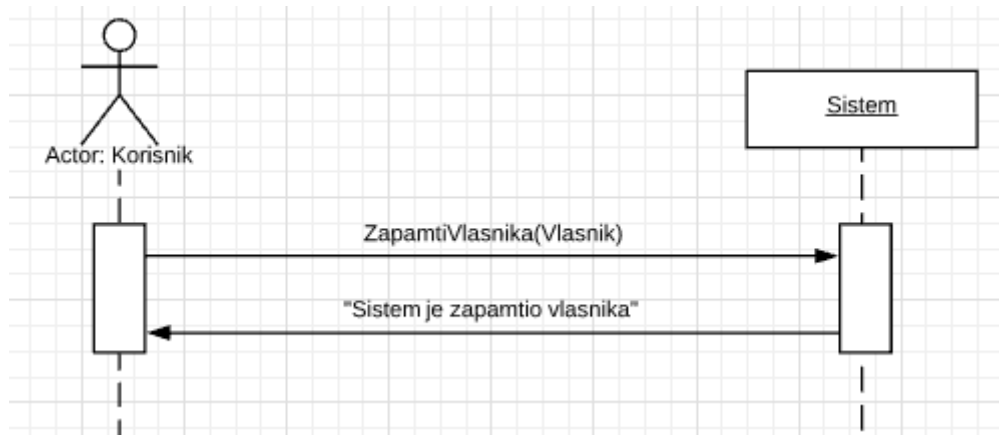 Actor: Korisnik
Sistem
ZapamtiVlasnika(Vlasnik)
"Sistem je zapamtio vlasnika"